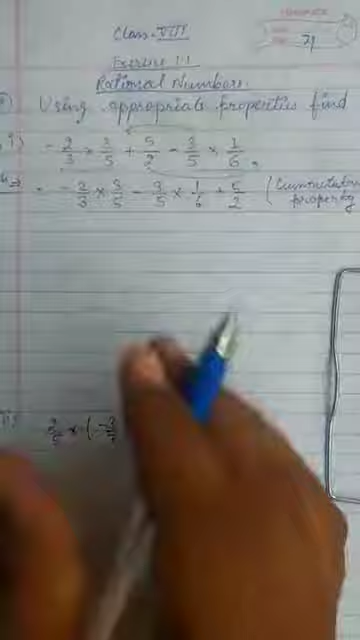 Class-VIII
Exercise 1.1
Rational Numbers.
Using appropriate properties find
- 2/3 × 3/5 + 5/2 - 3/5 × 1/6
= - 2/3 × 3/5 - 3/5 × 1/6 + 5/2 (Commutative
property